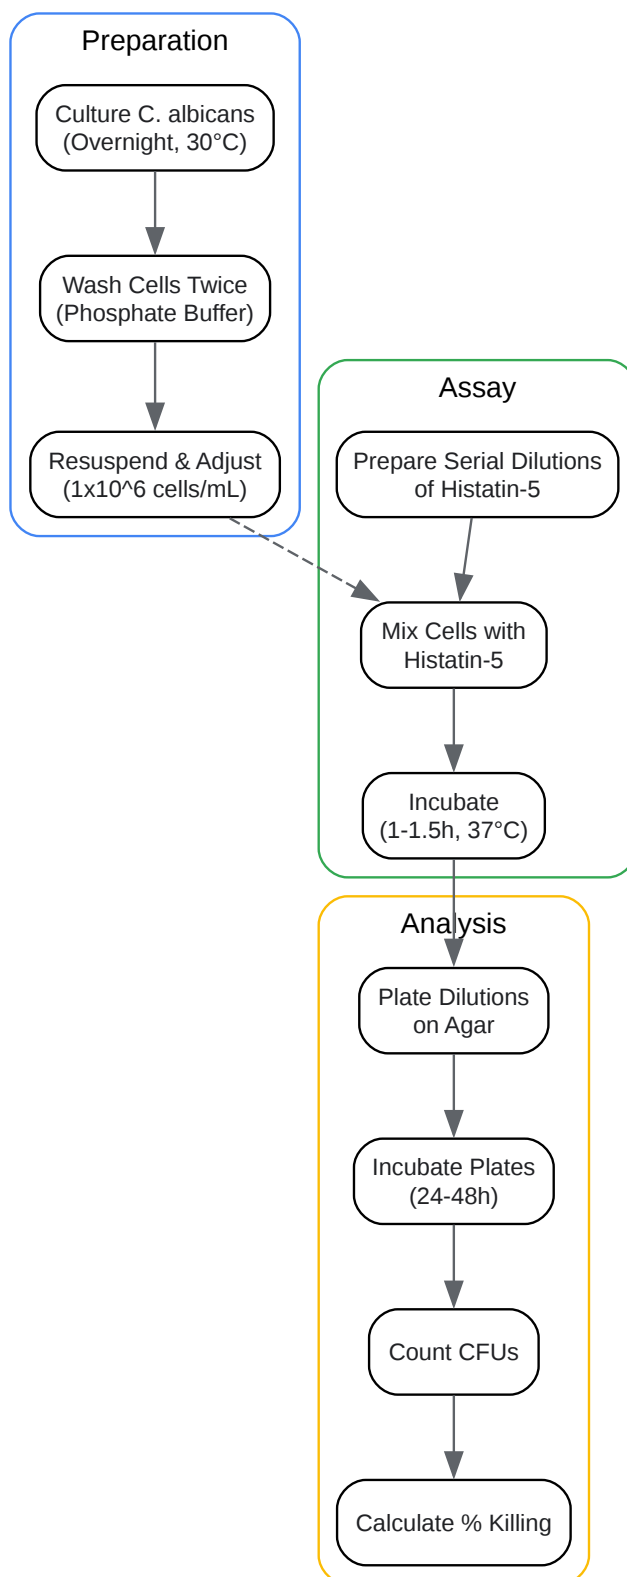 Preparation
Culture C. albicans
(Overnight, 30°C)
Wash Cells Twice
(Phosphate Buffer)
Resuspend & Adjust
(1x10^6 cells/mL)
Assay
Prepare Serial Dilutions
of Histatin-5
Mix Cells with
Histatin-5
Incubate
(1-1.5h, 37°C)
Analysis
Plate Dilutions
on Agar
Incubate Plates
(24-48h)
Count CFUs
Calculate % Killing